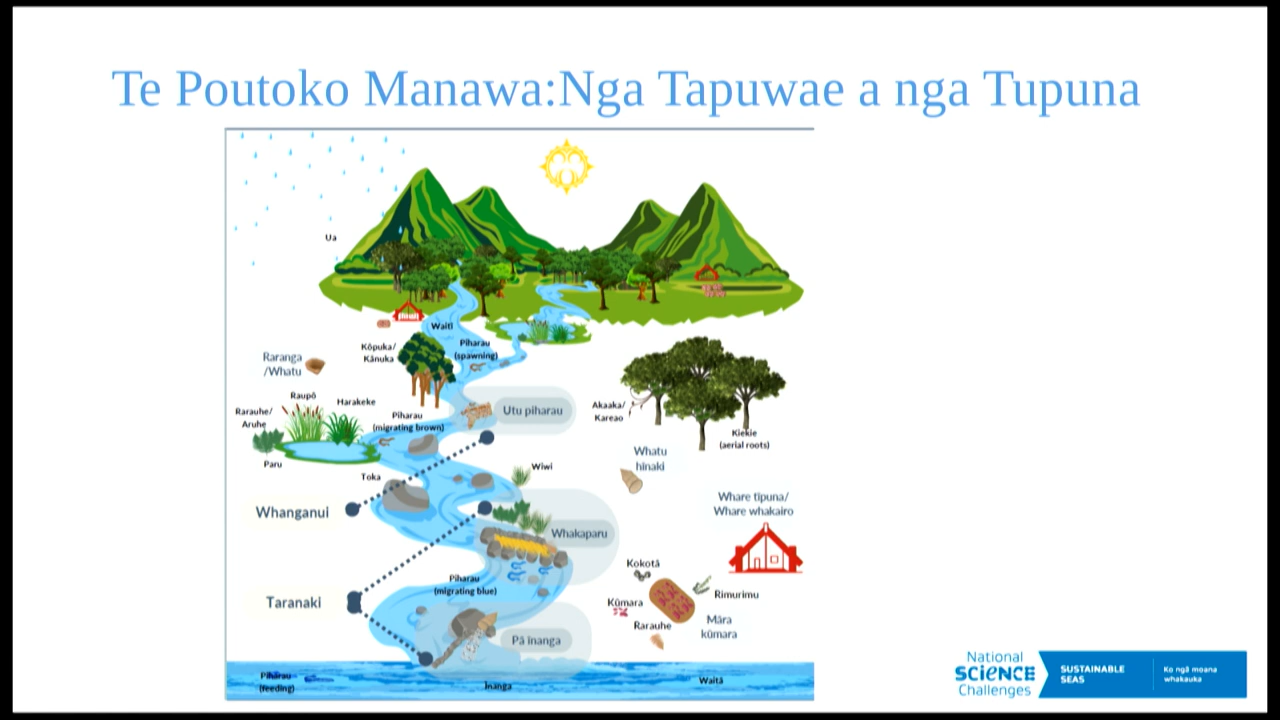 Te Poutoko Manawa:Nga Tapuwae a nga Tupuna
Ua
Waiti
Kōpuka/
Kānuka
Piharau
(spawning)
Raranga
/Whatu
Raupō
Harakeke
Rarauhe/
Aruhe
Piharau
(migrating brown)
Utu piharau
Akaaka/
Kareao
Kiekie
(aerial roots)
Paru
Toka
Wiwi
Whatu
hinaki
Whanganui
Whakaparu
Whare tipuna/
Whare whakairo
Kokotā
Piharau
(migrating blue)
Rimurimu
Kūmara
Taranaki
Rarauhe
Māra
kūmara
Pā īnanga
Piharau
(feeding)
Īnanga
Waitā
National
SCIENCE
Challenges
SUSTAINABLE
SEAS
Ko ngā moana
whakauka